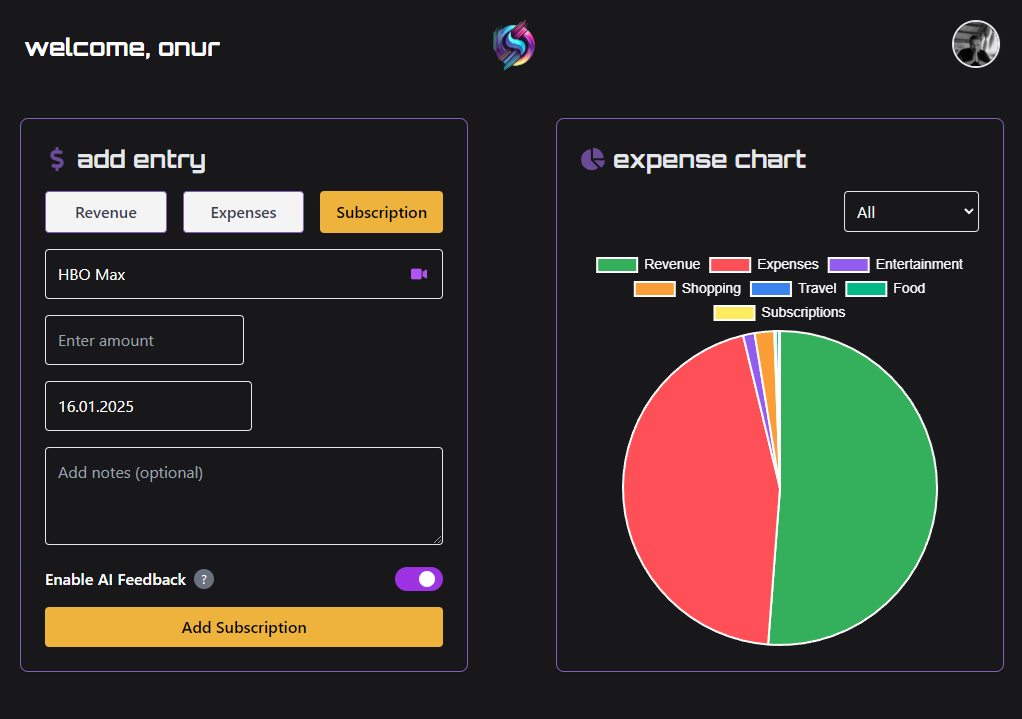 welcome, onur
$ add entry
Revenue Expenses Subscription
HBO Max
Enter amount
16.01.2025
Add notes (optional)
Enable AI Feedback ?
Add Subscription
expense chart
All
Revenue Expenses Entertainment
Shopping Travel Food
Subscriptions